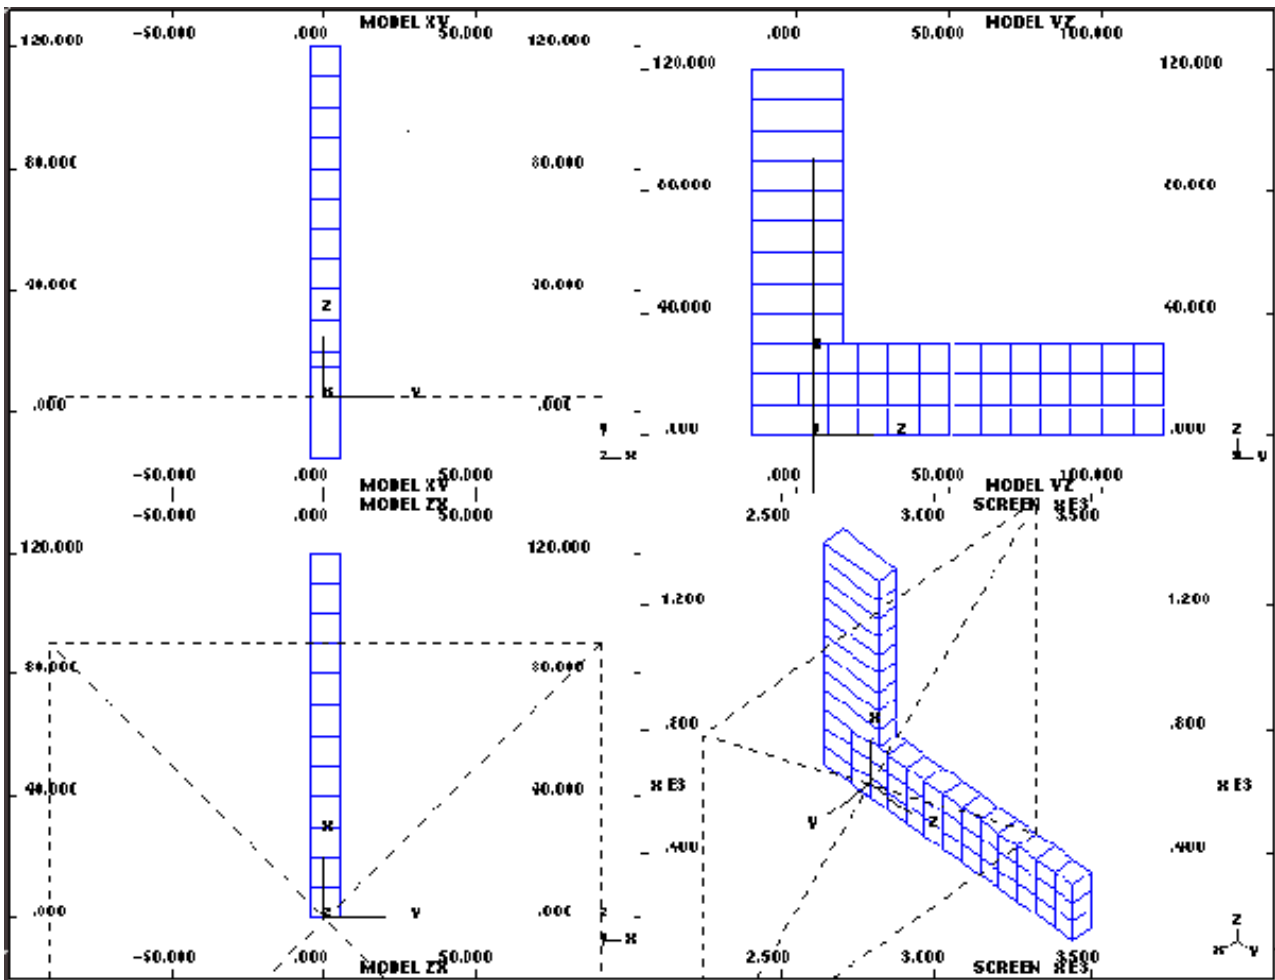 MODEL XY
-50.000 .000 50.000
120.000 120.000
80.000 80.000
40.000 40.000
Z
X Y
.000 .000
Y
Z X
-50.000 .000 50.000
MODEL XY
MODEL YZ
.000 50.000 100.000
120.000 120.000
80.000 80.000
40.000 40.000
.000 Z .000
Z
X Y
.000 50.000 100.000
MODEL YZ
MODEL ZX
-50.000 .000 50.000
120.000 120.000
80.000 80.000
40.000 40.000
X
.000 Z Y .000
Z
Y X
-50.000 .000 50.000
MODEL ZX
SCREEN X E3
2.500 3.000 3.500
1.200 1.200
X
.800 .800
X E3 X E3
Y Z
.400 .400
Z
X Y
2.500 3.000 3.500
SCREEN X E3